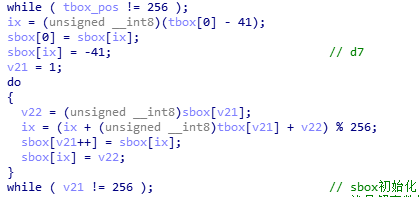 while ( tbox_pos != 256 );
ix = (unsigned __int8)(tbox[0] - 41);
sbox[0] = sbox[ix];
sbox[ix] = -41; // d7
v21 = 1;
do
{
v22 = (unsigned __int8)sbox[v21];
ix = (ix + (unsigned __int8)tbox[v21] + v22) % 256;
sbox[v21++] = sbox[ix];
sbox[ix] = v22;
}
while ( v21 != 256 ); // sbox初始化